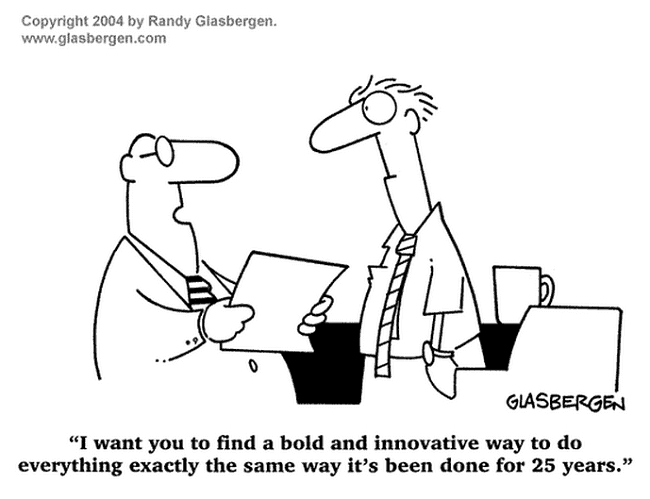 Copyright 2004 by Randy Glasbergen.
www.glasbergen.com
GLASBERGEN
“I want you to find a bold and innovative way to do
everything exactly the same way it’s been done for 25 years.”